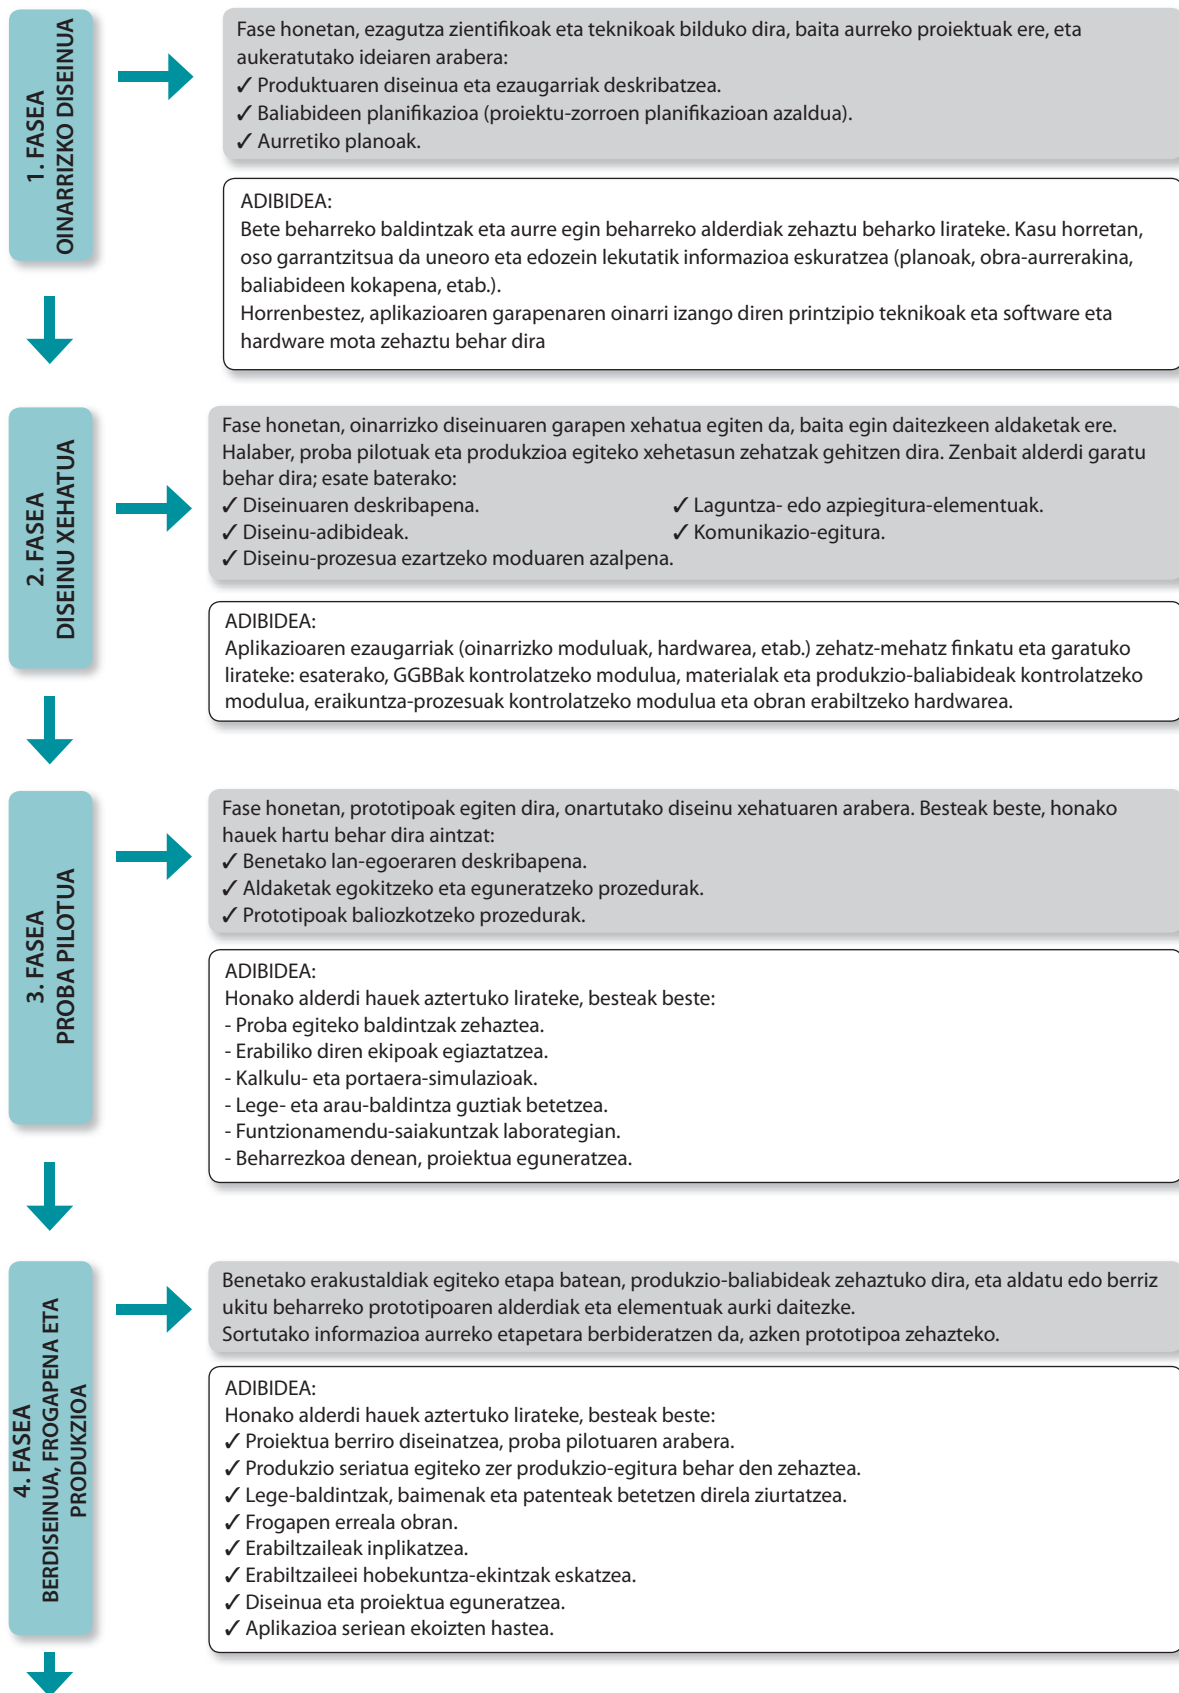 1. FASEA
OINARRIZKO DISEINUA
Fase honetan, ezagutza zientifikoak eta teknikoak bilduko dira, baita aurreko proiektuak ere, eta
aukeratutako ideiaren arabera:
✓ Produktuaren diseinua eta ezaugarriak deskribatzea.
✓ Baliabideen planifikazioa (proiektu-zorroen planifikazioan azaldua).
✓ Aurretiko planoak.
ADIBIDEA:
Bete beharreko baldintzak eta aurre egin beharreko alderdiak zehaztu beharko lirateke. Kasu horretan,
oso garrantzitsua da uneoro eta edozein lekutatik informazioa eskuratzea (planoak, obra-aurrerakina,
baliabideen kokapena, etab.).
Horrenbestez, aplikazioaren garapenaren oinarri izango diren printzipio teknikoak eta software eta
hardware mota zehaztu behar dira
2. FASEA
DISEINU XEHATUA
Fase honetan, oinarrizko diseinuaren garapen xehatua egiten da, baita egin daitezkeen aldaketak ere.
Halaber, proba pilotuak eta produkzioa egiteko xehetasun zehatzak gehitzen dira. Zenbait alderdi garatu
behar dira; esate baterako:
✓ Diseinuaren deskribapena.
✓ Diseinu-adibideak.
✓ Diseinu-prozesua ezartzeko moduaren azalpena.
✓ Laguntza- edo azpiegitura-elementuak.
✓ Komunikazio-egitura.
ADIBIDEA:
Aplikazioaren ezaugarriak (oinarrizko moduluak, hardwarea, etab.) zehatz-mehatz finkatu eta garatuko
lirateke: esaterako, GGBBak kontrolatzeko modulua, materialak eta produkzio-baliabideak kontrolatzeko
modulua, eraikuntza-prozesuak kontrolatzeko modulua eta obran erabiltzeko hardwarea.
3. FASEA
PROBA PILOTUA
Fase honetan, prototipoak egiten dira, onartutako diseinu xehatuaren arabera. Besteak beste, honako
hauek hartu behar dira aintzat:
✓ Benetako lan-egoeraren deskribapena.
✓ Aldaketak egokitzeko eta eguneratzeko prozedurak.
✓ Prototipoak baliozkotzeko prozedurak.
ADIBIDEA:
Honako alderdi hauek aztertuko lirateke, besteak beste:
- Proba egiteko baldintzak zehaztea.
- Erabiliko diren ekipoak egiaztatzea.
- Kalkulu- eta portaera-simulazioak.
- Lege- eta arau-baldintza guztiak betetzea.
- Funtzionamendu-saiakuntzak laborategian.
- Beharrezkoa denean, proiektua eguneratzea.
4. FASEA
BERDISEINUA, FROGAPENA ETA
PRODUKZIOA
Benetako erakustaldiak egiteko etapa batean, produkzio-baliabideak zehaztuko dira, eta aldatu edo berriz
ukitu beharreko prototipoaren alderdiak eta elementuak aurki daitezke.
Sortutako informazioa aurreko etapetara berbideratzen da, azken prototipoa zehazteko.
ADIBIDEA:
Honako alderdi hauek aztertuko lirateke, besteak beste:
✓ Proiektua berriro diseinatzea, proba pilotuaren arabera.
✓ Produkzio seriatua egiteko zer produkzio-egitura behar den zehaztea.
✓ Lege-baldintzak, baimenak eta patenteak betetzen direla ziurtatzea.
✓ Frogapen erreala obran.
✓ Erabiltzaileak inplikatzea.
✓ Erabiltzaileei hobekuntza-ekintzak eskatzea.
✓ Diseinua eta proiektua eguneratzea.
✓ Aplikazioa seriean ekoizten hastea.